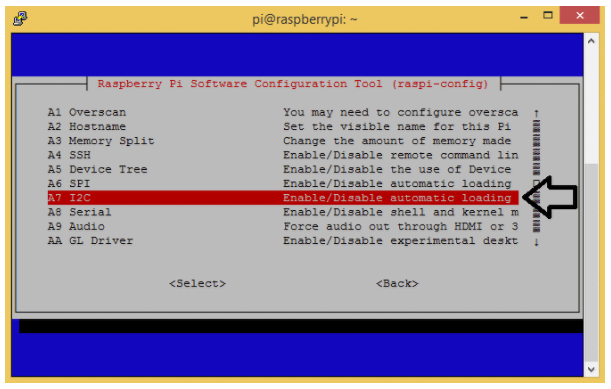 pi@raspberrypi: ~
Raspberry Pi Software Configuration Tool (raspi-config)
A1 Overscan You may need to configure oversca
A2 Hostname Set the visible name for this Pi
A3 Memory Split Change the amount of memory made
A4 SSH Enable/Disable remote command lin
A5 Device Tree Enable/Disable the use of Device
A6 SPI Enable/Disable automatic loading
A7 I2C Enable/Disable automatic loading
A8 Serial Enable/Disable shell and kernel m
A9 Audio Force audio out through HDMI or 3
AA GL Driver Enable/Disable experimental deskt
<Select> <Back>